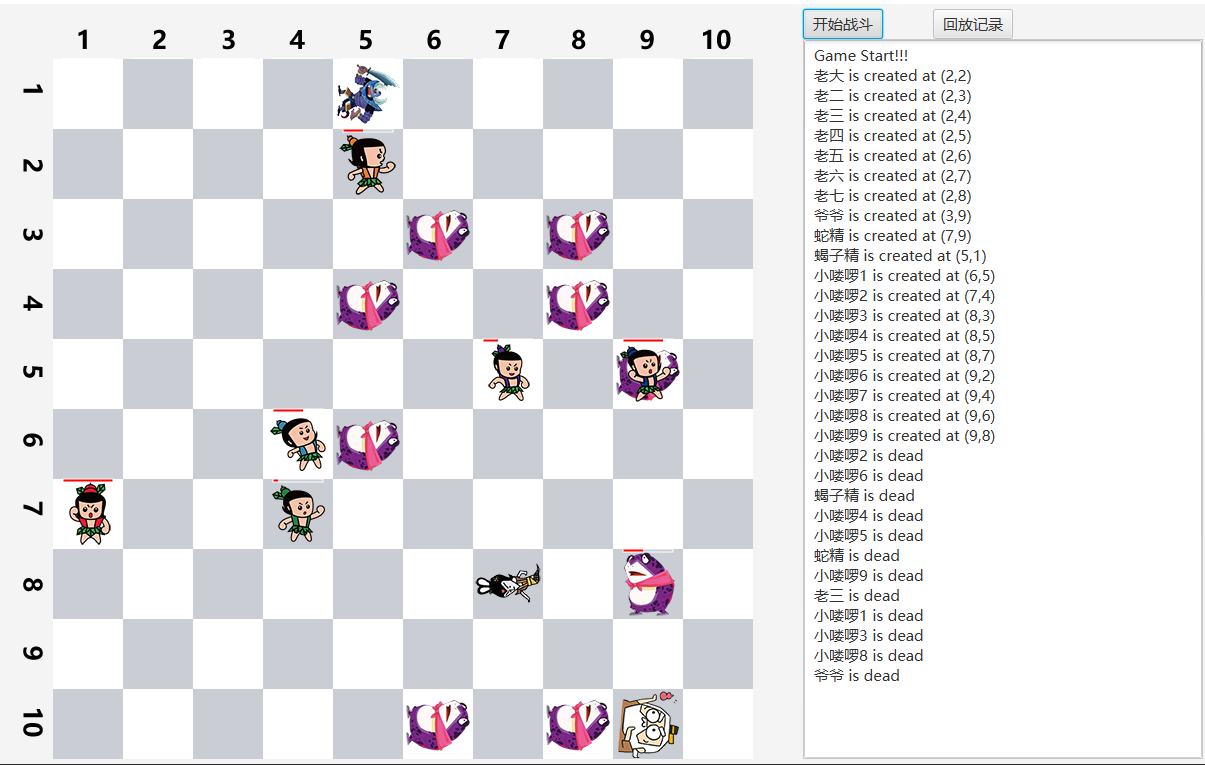 1 2 3 4 5 6 7 8 9 10
1
2
3
4
5
6
7
8
9
10
开始战斗 回放记录
Game Start!!!
老大 is created at (2,2)
老二 is created at (2,3)
老三 is created at (2,4)
老四 is created at (2,5)
老五 is created at (2,6)
老六 is created at (2,7)
老七 is created at (2,8)
爷爷 is created at (3,9)
蛇精 is created at (7,9)
蝎子精 is created at (5,1)
小喽啰1 is created at (6,5)
小喽啰2 is created at (7,4)
小喽啰3 is created at (8,3)
小喽啰4 is created at (8,5)
小喽啰5 is created at (8,7)
小喽啰6 is created at (9,2)
小喽啰7 is created at (9,4)
小喽啰8 is created at (9,6)
小喽啰9 is created at (9,8)
小喽啰2 is dead
小喽啰6 is dead
蝎子精 is dead
小喽啰4 is dead
小喽啰5 is dead
蛇精 is dead
小喽啰9 is dead
老三 is dead
小喽啰1 is dead
小喽啰3 is dead
小喽啰8 is dead
爷爷 is dead